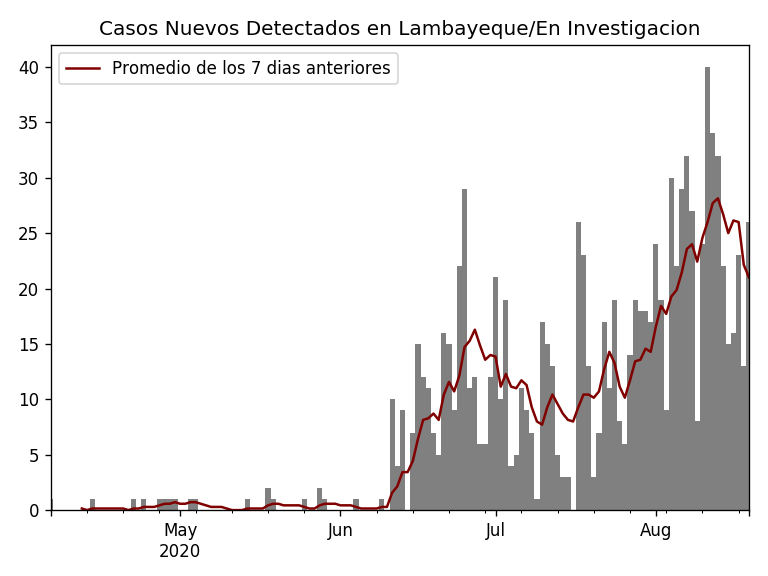 Casos Nuevos Detectados en Lambayeque/En Investigacion
Promedio de los 7 dias anteriores
40
35
30
25
20
15
10
5
0
May
2020
Jun
Jul
Aug